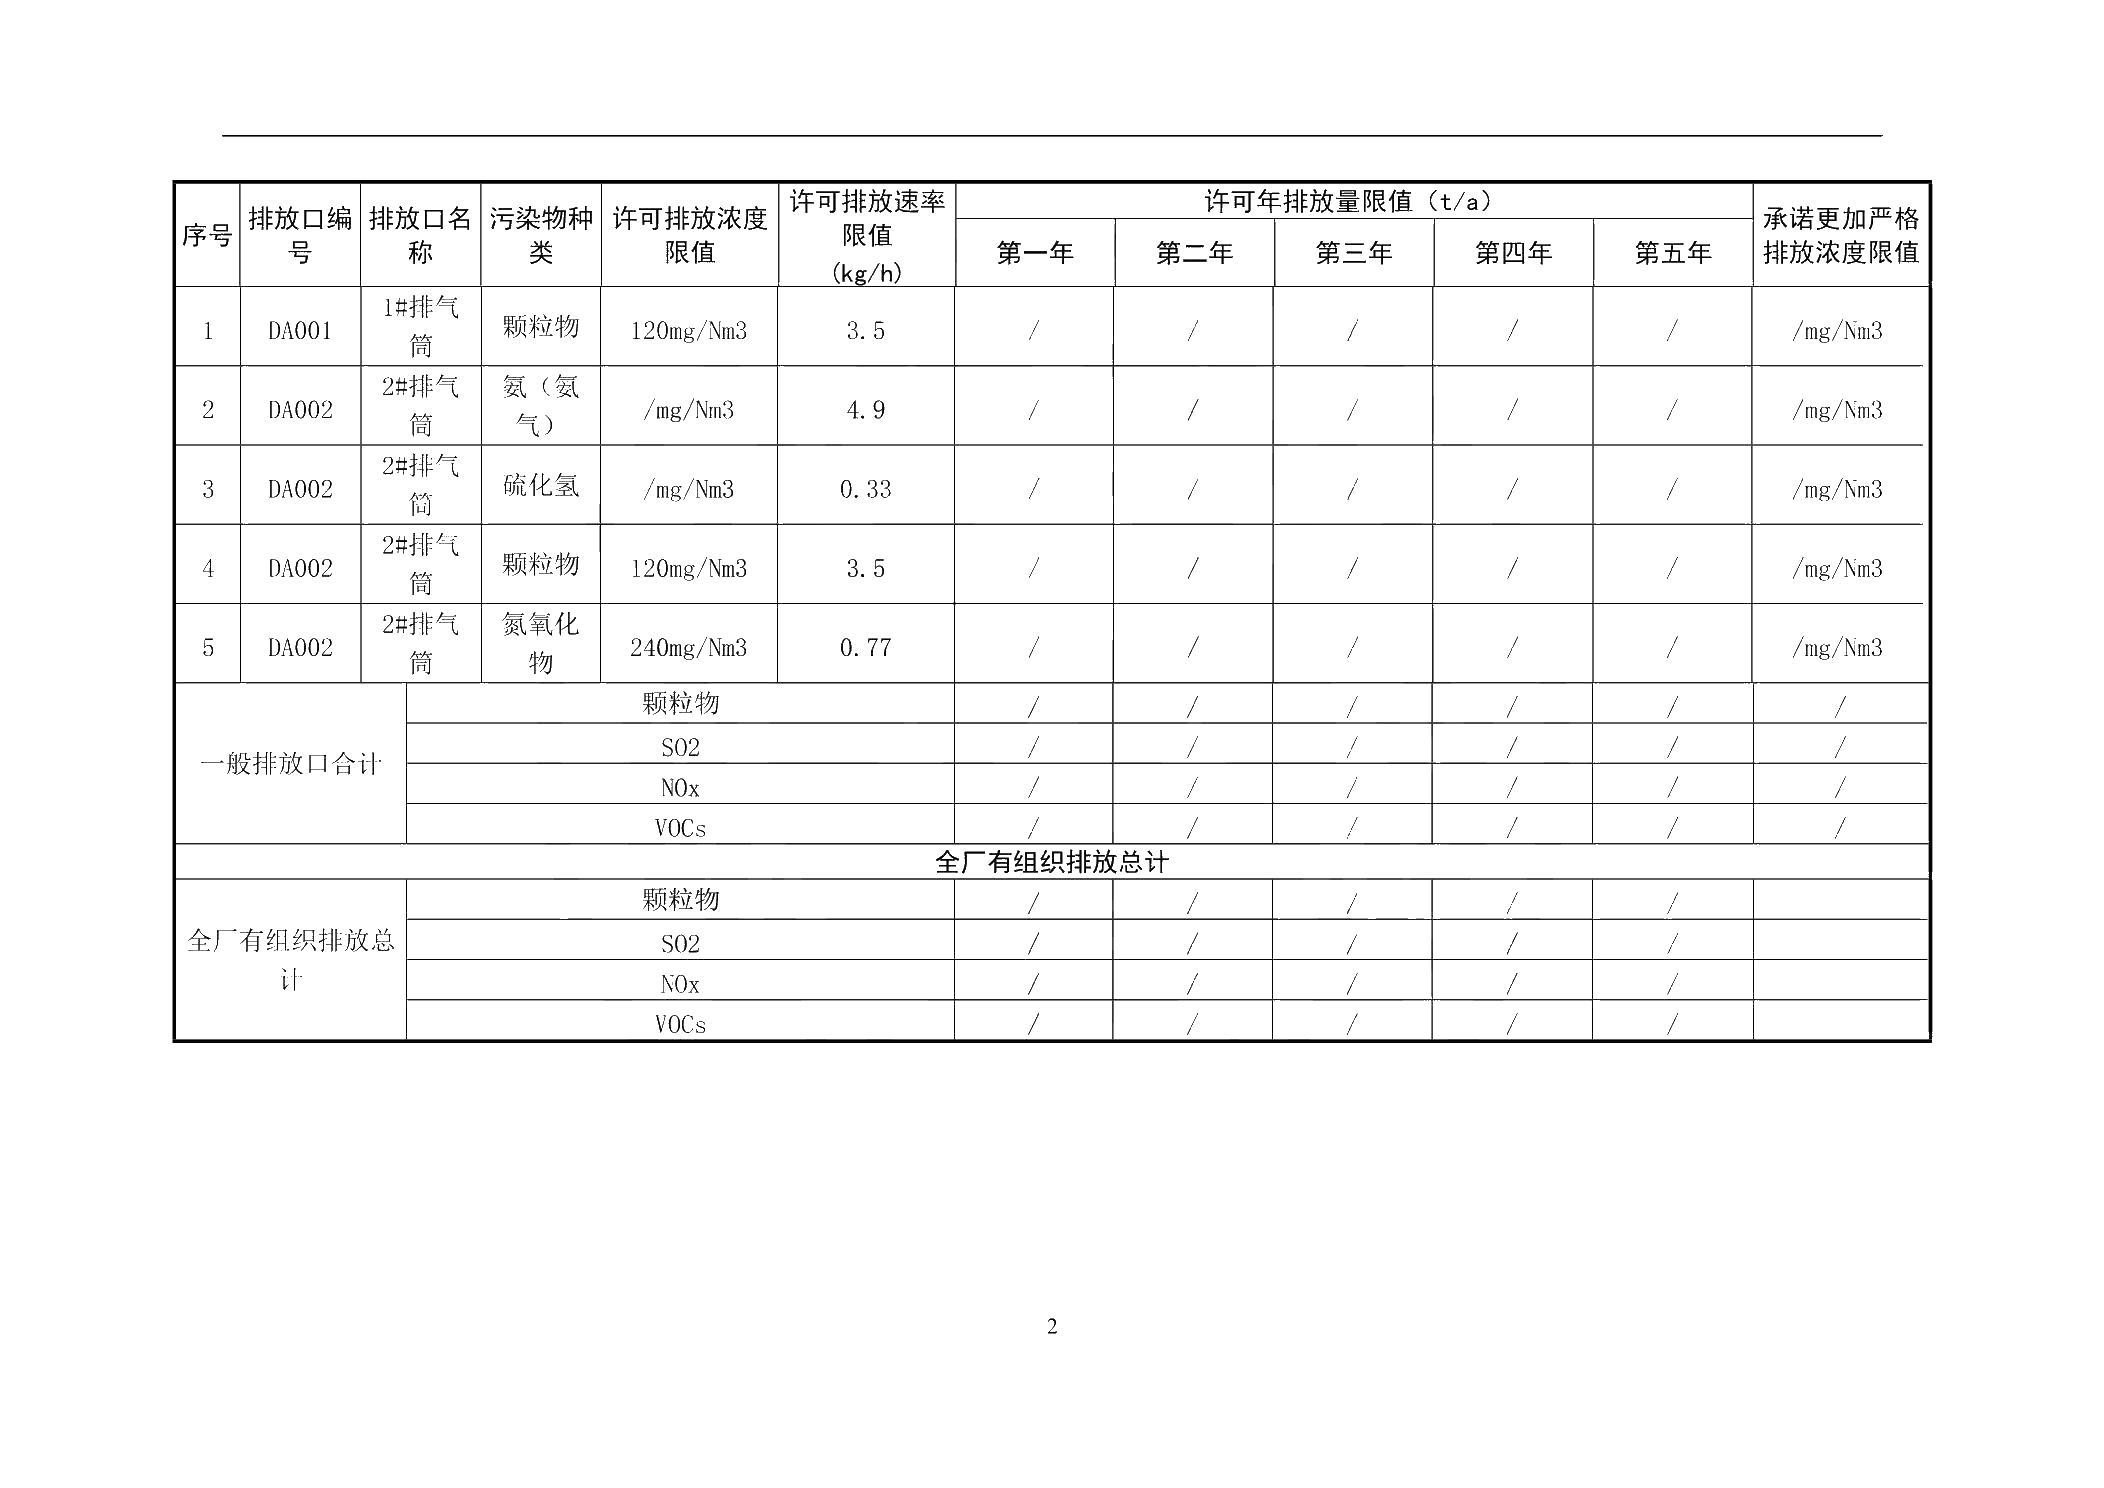 序号 排放口编号 排放口名称 污染物种类 许可排放浓度限值 许可排放速率限值(kg/h) 许可年排放量限值（t/a） 承诺更加严格排放浓度限值
第一年 第二年 第三年 第四年 第五年
1 DA001 1#排气筒 颗粒物 120mg/Nm3 3.5 / / / / / /mg/Nm3
2 DA002 2#排气筒 氨（氨气） /mg/Nm3 4.9 / / / / / /mg/Nm3
3 DA002 2#排气筒 硫化氢 /mg/Nm3 0.33 / / / / / /mg/Nm3
4 DA002 2#排气筒 颗粒物 120mg/Nm3 3.5 / / / / / /mg/Nm3
5 DA002 2#排气筒 氮氧化物 240mg/Nm3 0.77 / / / / / /mg/Nm3
一般排放口合计 颗粒物 / / / / / /
SO2 / / / / / /
NOx / / / / / /
VOCs / / / / / /
全厂有组织排放总计
全厂有组织排放总计 颗粒物 / / / / /
SO2 / / / / /
NOx / / / / /
VOCs / / / / /
2